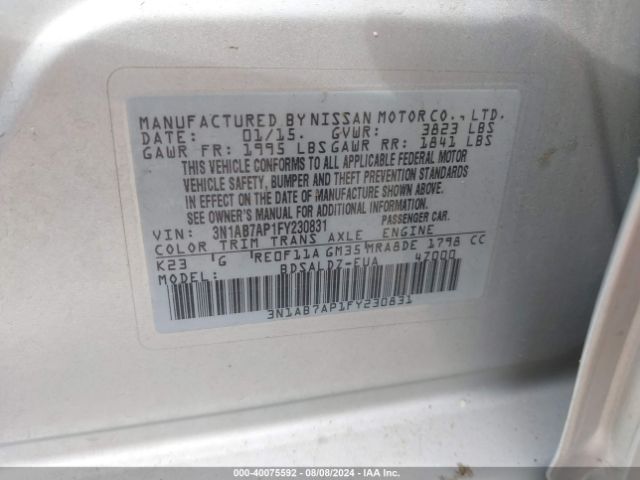 MANUFACTURED BY NISSAN MOTOR CO., LTD.
DATE: 01/15. GVWR: 3823 LBS
GAWR FR: 1995 LBS GAWR RR: 1841 LBS
THIS VEHICLE CONFORMS TO ALL APPLICABLE FEDERAL MOTOR
VEHICLE SAFETY, BUMPER AND THEFT PREVENTION STANDARDS
IN EFFECT ON THE DATE OF MANUFACTURE SHOWN ABOVE.
SEE OWNER'S MANUAL FOR ADDITIONAL INFORMATION.
VIN: 3N1AB7AP1FY230831 PASSENGER CAR.
COLOR TRIM TRANS AXLE ENGINE
K23 G RE0F11A GM35 MRA8DE 1798 CC
MODEL: BDSALDZ-EUA 47000
3N1AB7AP1FY230831
000-40075592 - 08/08/2024 - IAA Inc.